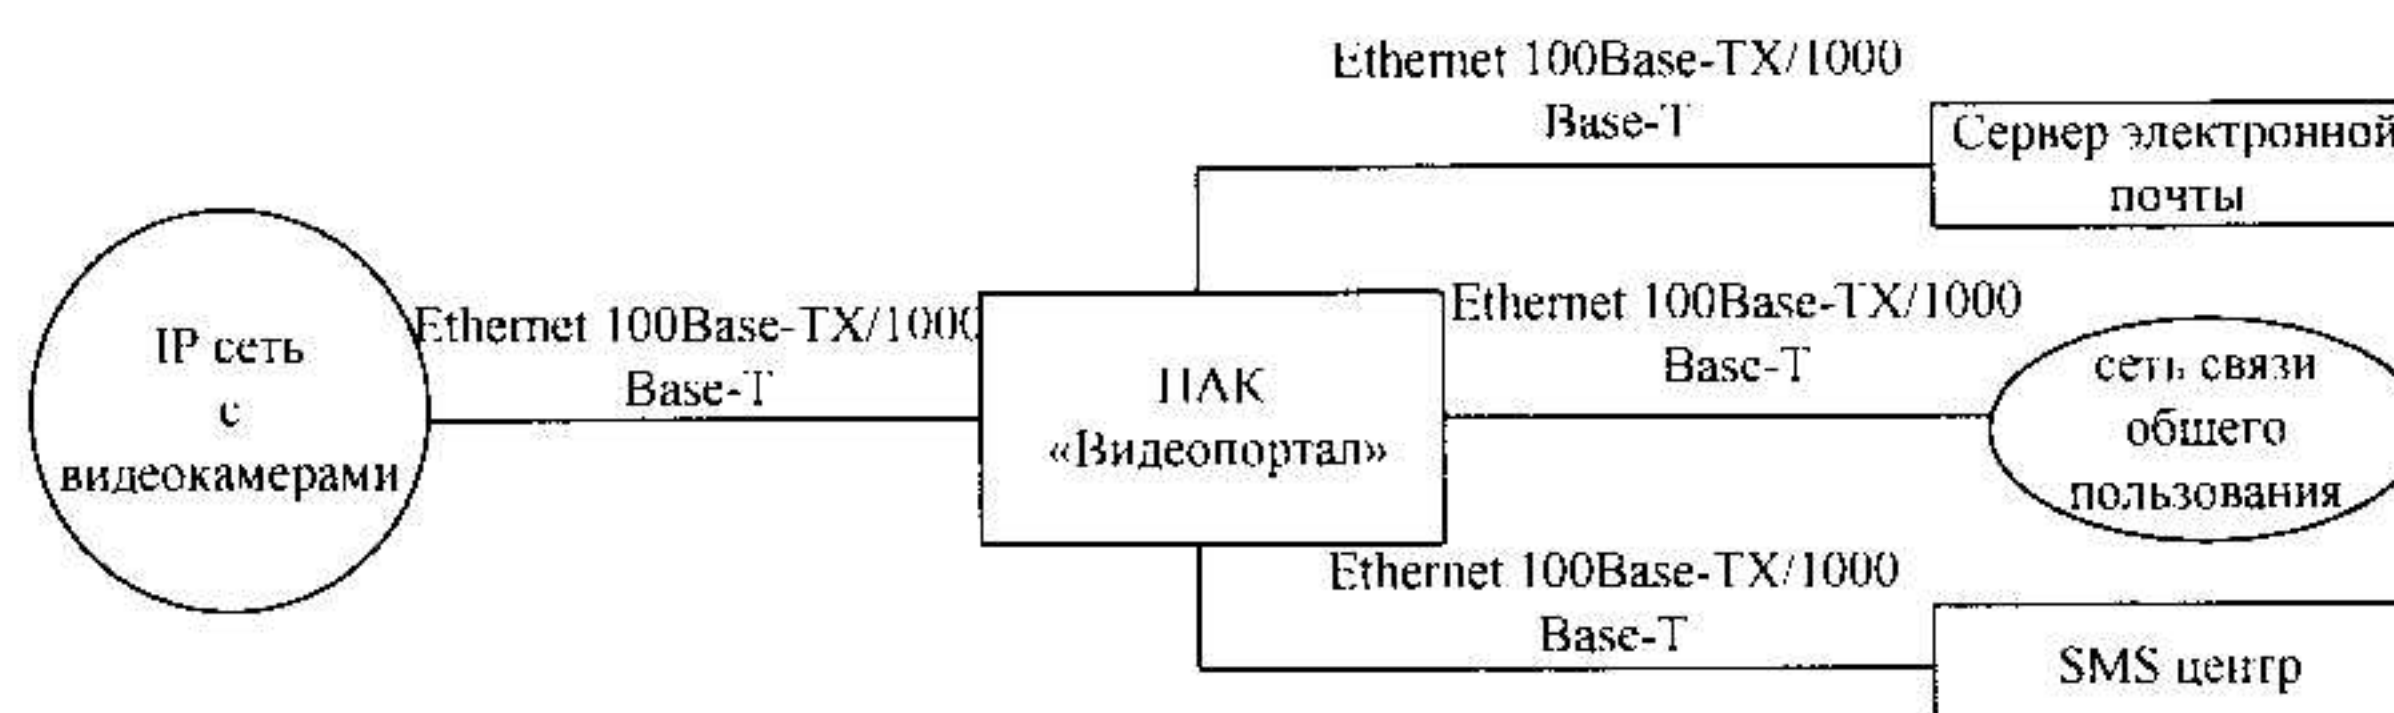 Ethernet 100Base-TX/1000
Base-T
Сервер электронной
почты
IP сеть
с
видеокамерами
Ethernet 100Base-TX/1000
Base-T
ПАК
«Видеопортал»
Ethernet 100Base-TX/1000
Base-T
сеть связи
общего
пользования
Ethernet 100Base-TX/1000
Base-T
SMS центр